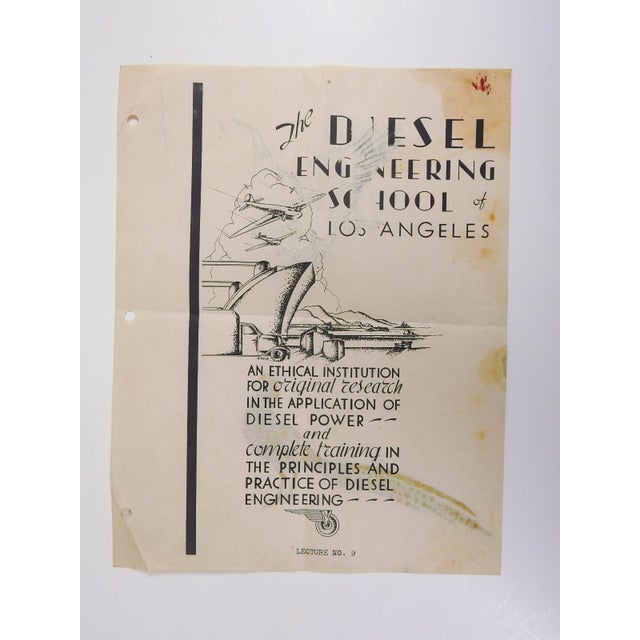 The DIESEL
ENGINEERING
SCHOOL of
LOS ANGELES
AN ETHICAL INSTITUTION
FOR original research
IN THE APPLICATION OF
DIESEL POWER ~~
and
complete training IN
THE PRINCIPLES AND
PRACTICE OF DIESEL
ENGINEERING ~~~
LECTURE NO. 9